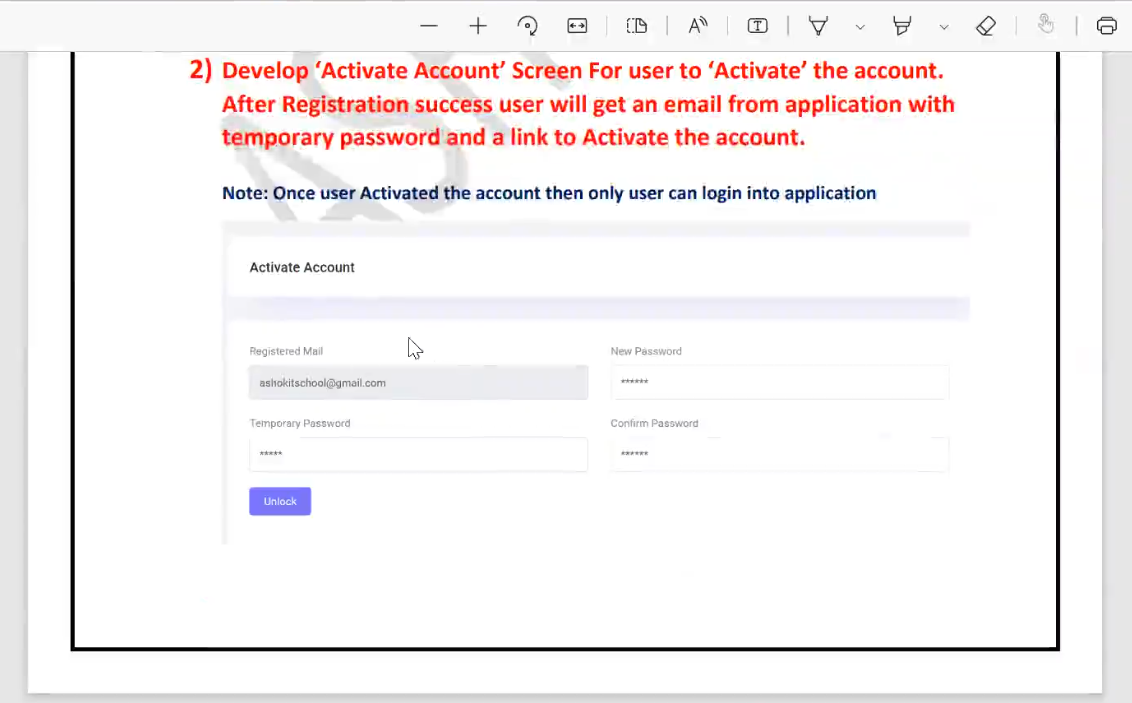 2) Develop ‘Activate Account’ Screen For user to ‘Activate’ the account.
After Registration success user will get an email from application with
temporary password and a link to Activate the account.
Note: Once user Activated the account then only user can login into application
Activate Account
Registered Mail
New Password
ashokitschool@gmail.com
******
Temporary Password
Confirm Password
*****
******
Unlock